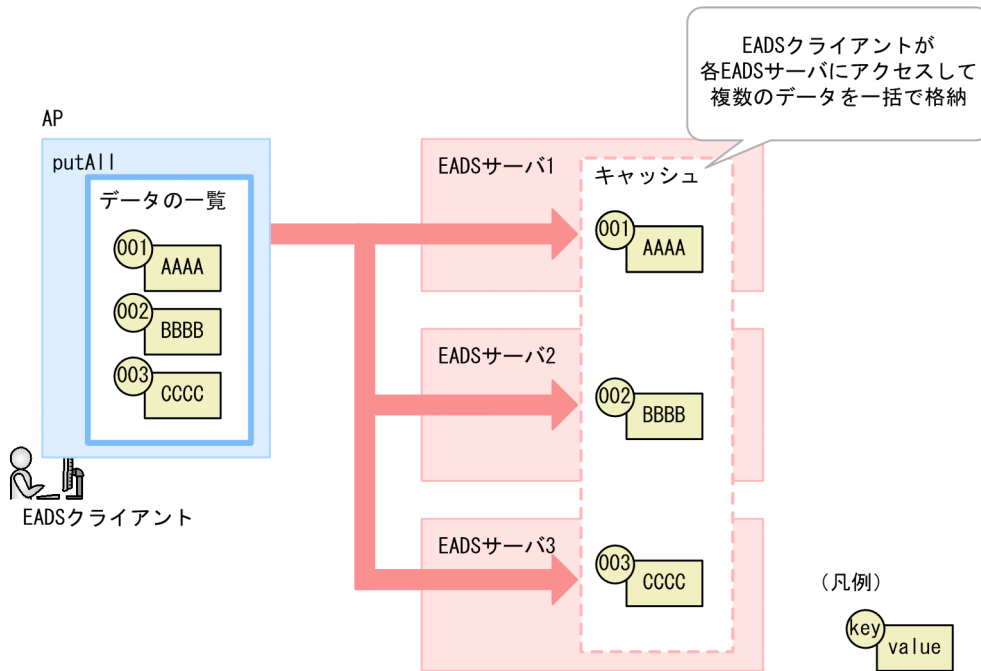 EADSクライアントが
各EADSサーバにアクセスして
複数のデータを一括で格納
AP
putAll
データの一覧
001
AAAA
002
BBBB
003
CCCC
EADSクライアント
EADSサーバ1
キャッシュ
001
AAAA
EADSサーバ2
002
BBBB
EADSサーバ3
003
CCCC
（凡例）
key
value